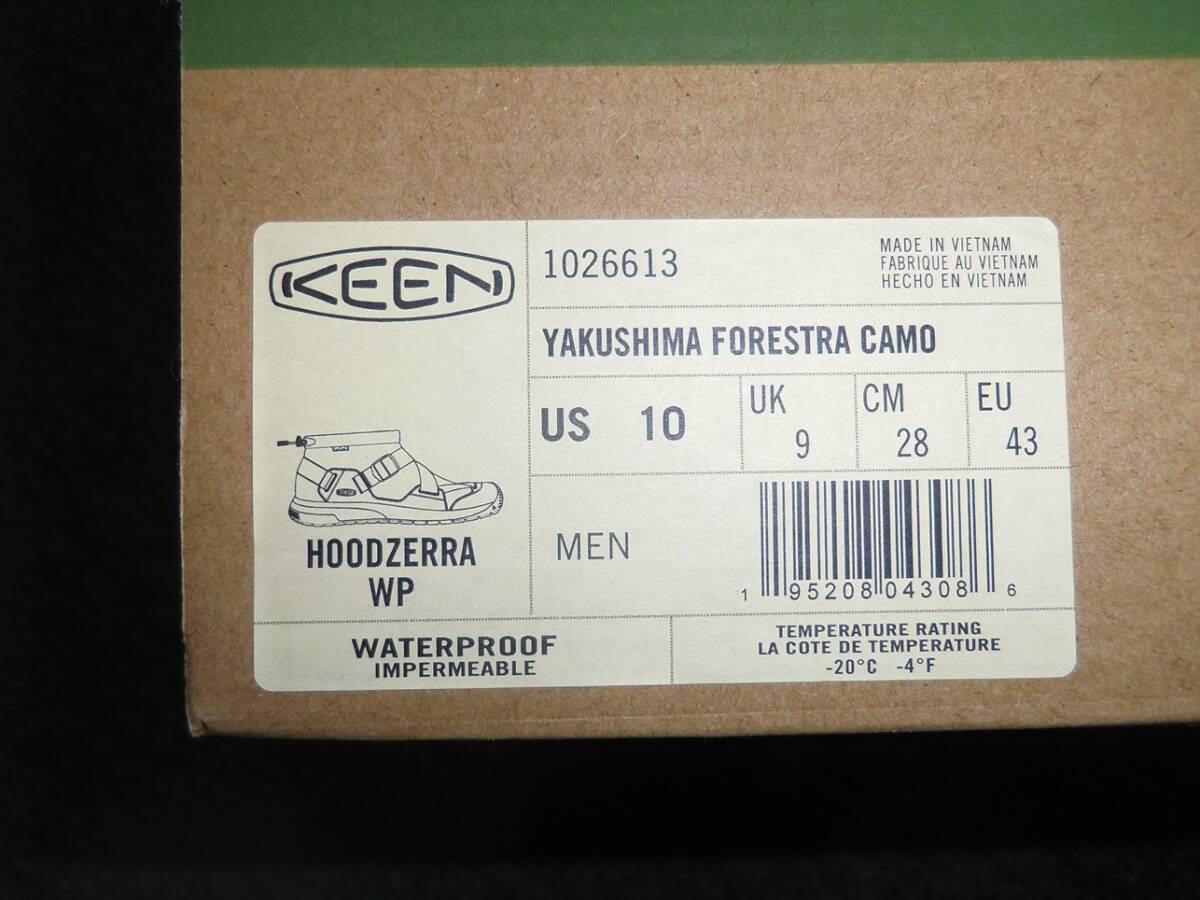 KEEN
1026613
MADE IN VIETNAM
FABRIQUE AU VIETNAM
HECHO EN VIETNAM
YAKUSHIMA FORESTRA CAMO
US 10
UK 9
CM 28
EU 43
KEEN
HOODZERRA
WP
MEN
1 95208 04308 6
WATERPROOF
IMPERMEABLE
TEMPERATURE RATING
LA COTE DE TEMPERATURE
-20°C -4°F